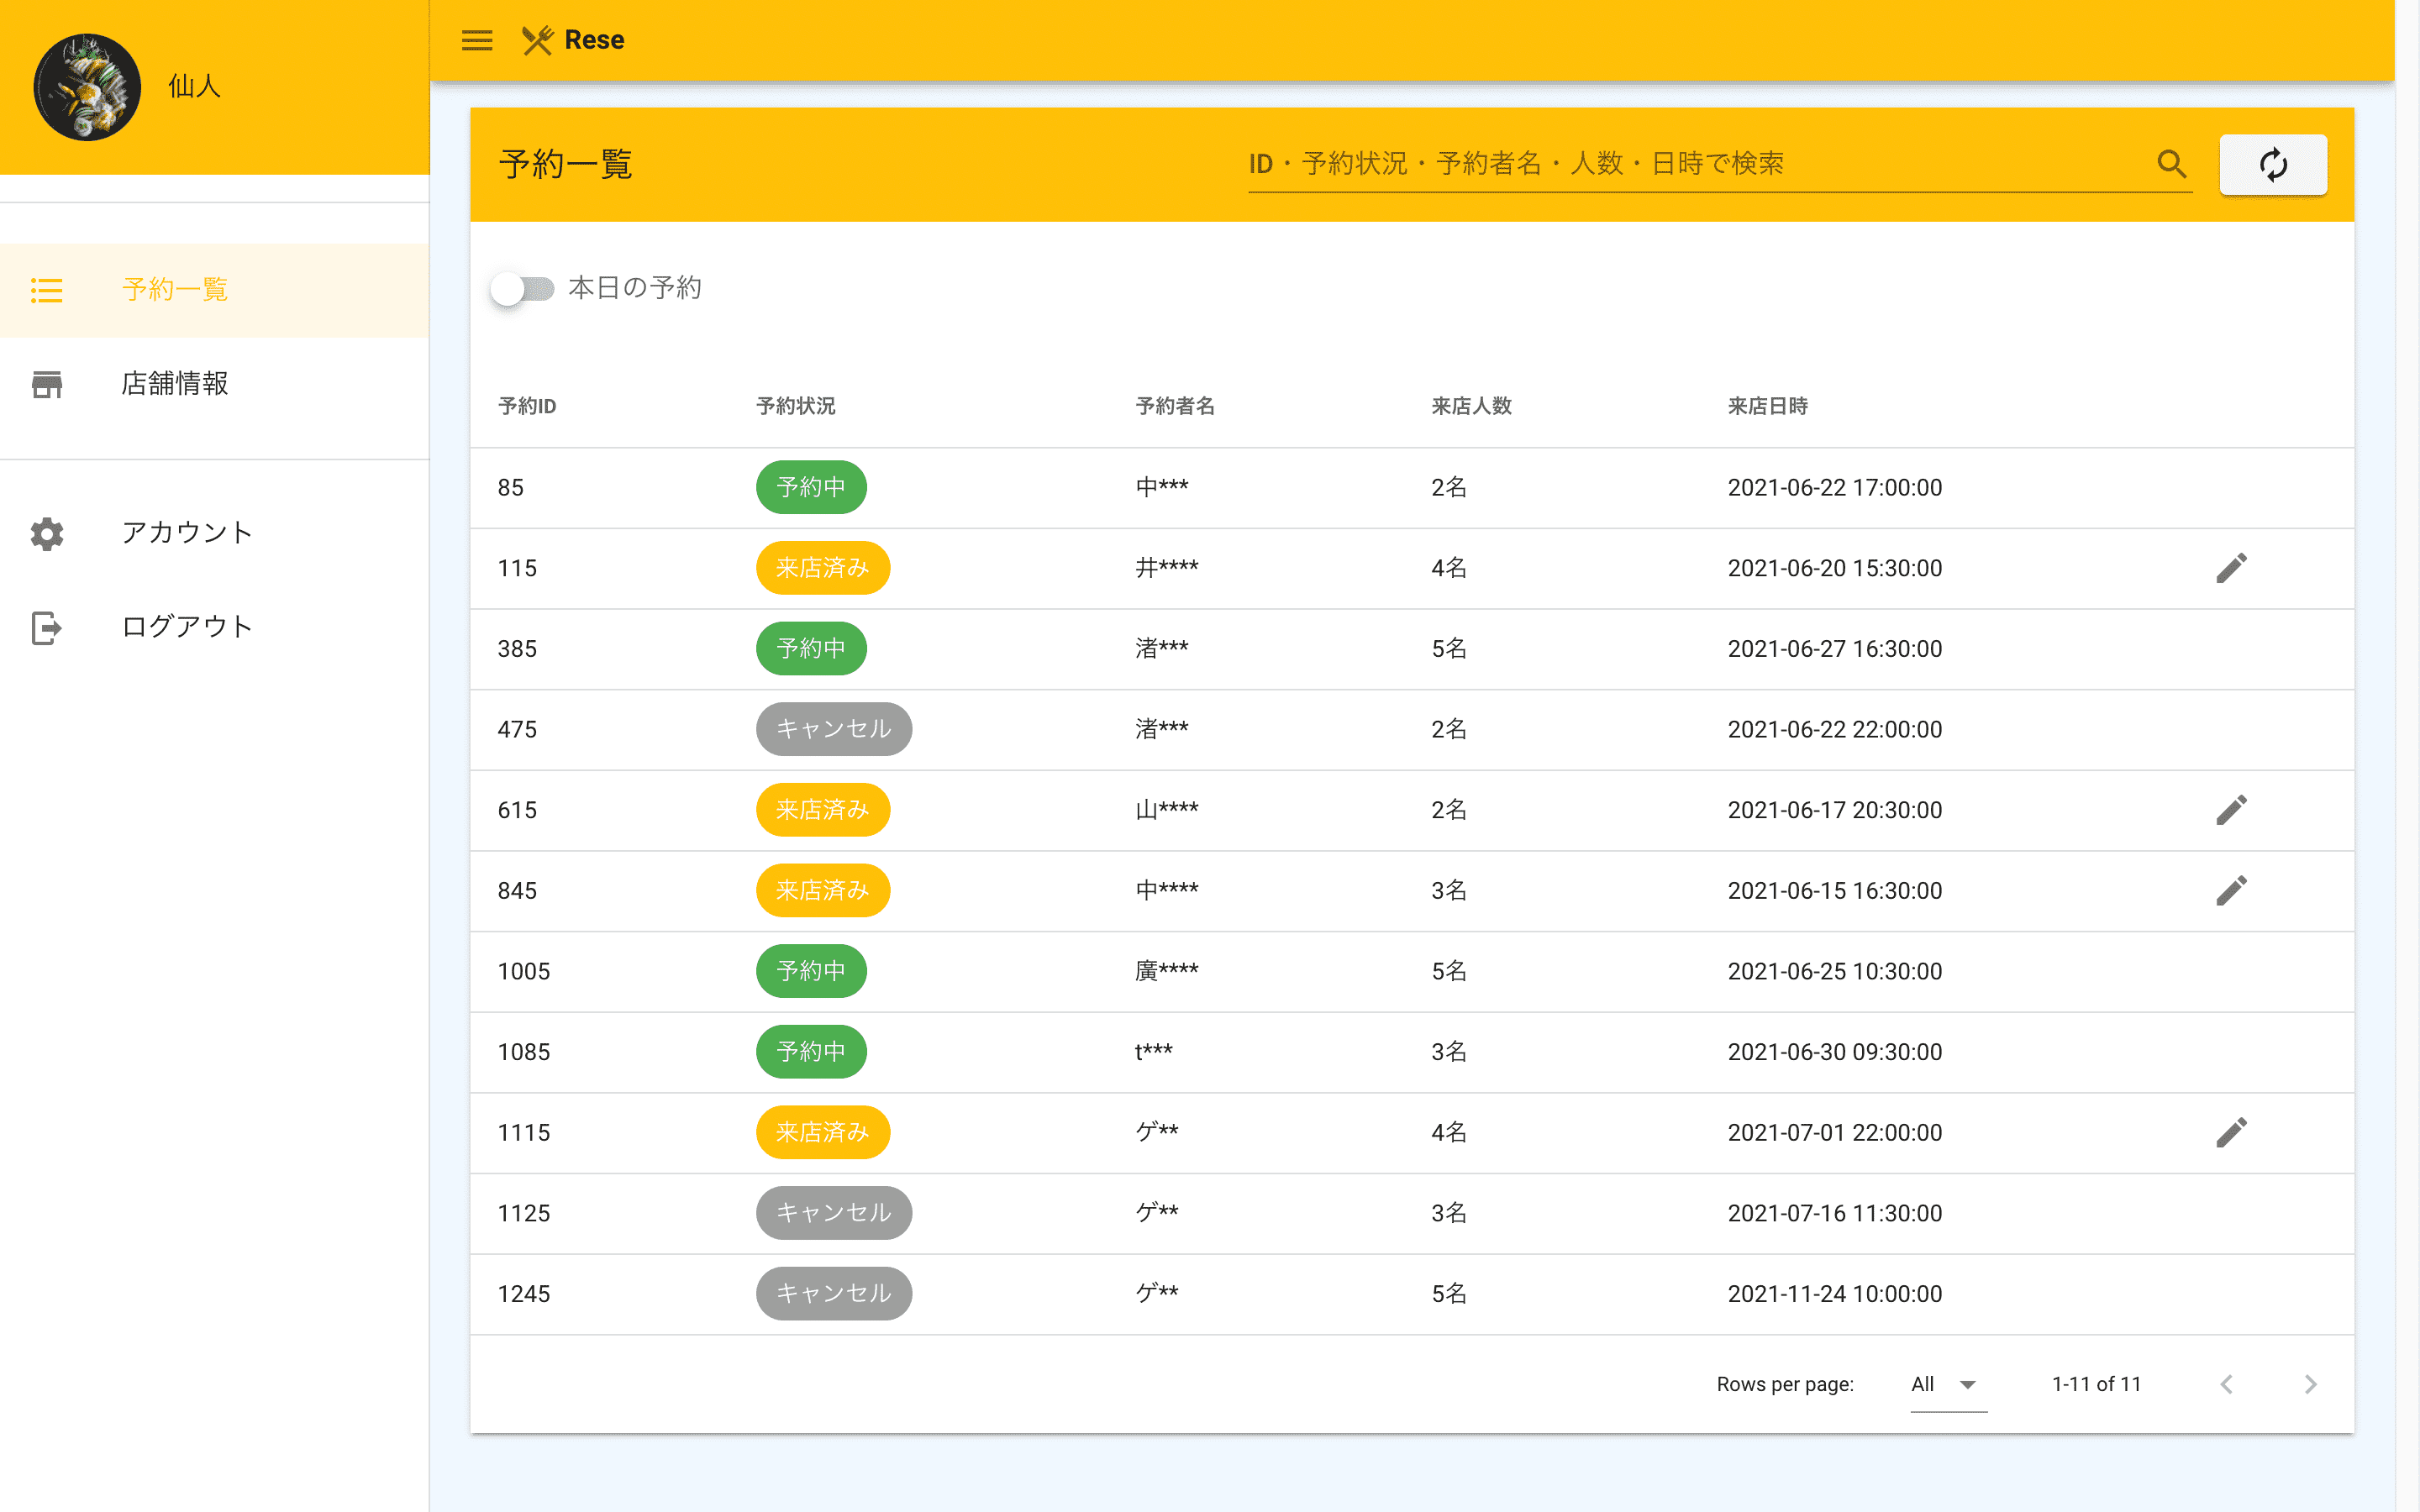 仙人
Rese
予約一覧
店舗情報
アカウント
ログアウト
予約一覧
ID・予約状況・予約者名・人数・日時で検索
本日の予約
予約ID 予約状況 予約者名 来店人数 来店日時
85 予約中 中*** 2名 2021-06-22 17:00:00
115 来店済み 井**** 4名 2021-06-20 15:30:00
385 予約中 渚*** 5名 2021-06-27 16:30:00
475 キャンセル 渚*** 2名 2021-06-22 22:00:00
615 来店済み 山**** 2名 2021-06-17 20:30:00
845 来店済み 中**** 3名 2021-06-15 16:30:00
1005 予約中 廣**** 5名 2021-06-25 10:30:00
1085 予約中 t*** 3名 2021-06-30 09:30:00
1115 来店済み ゲ** 4名 2021-07-01 22:00:00
1125 キャンセル ゲ** 3名 2021-07-16 11:30:00
1245 キャンセル ゲ** 5名 2021-11-24 10:00:00
Rows per page: All 1-11 of 11